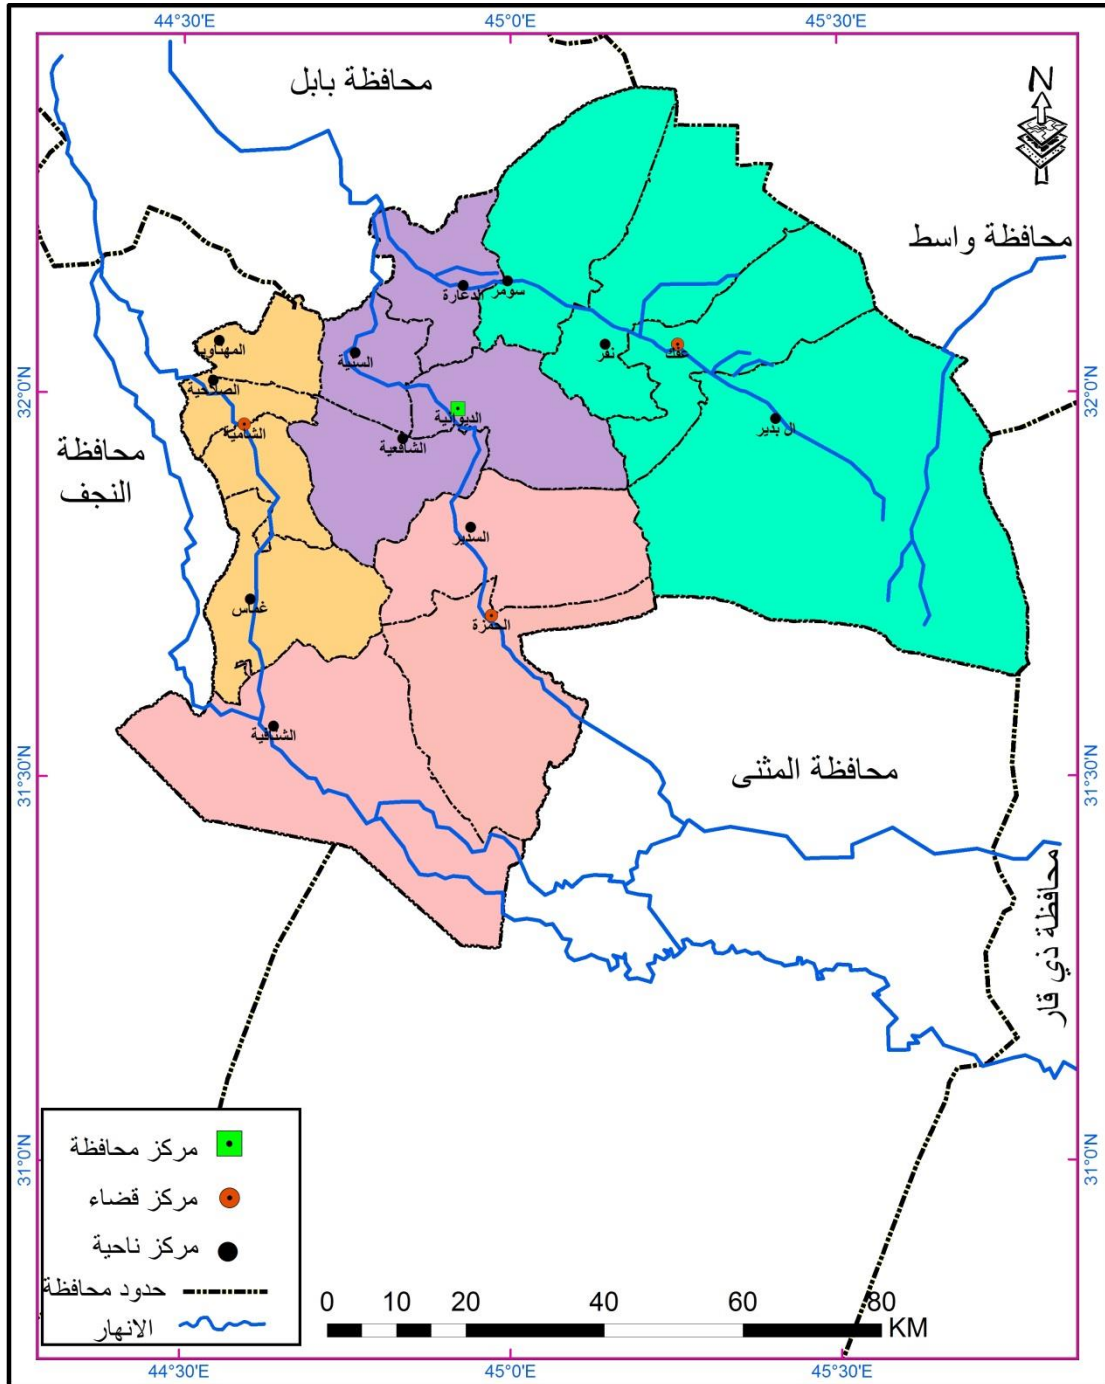 44°30'E
45°0'E
45°30'E
محافظة بابل
N
محافظة واسط
سومر
الدغارة
المهناوية
السنية
نفر
عفك
32°0'N
32°0'N
الصلاحية
الديوانية
ال بدير
الشامية
الشافعية
محافظة
النجف
السدير
غماس
الحمزة
الشنافية
محافظة المثنى
31°30'N
31°30'N
محافظة ذي قار
مركز محافظة
31°0'N
31°0'N
مركز قضاء
مركز ناحية
حدود محافظة
الانهار
0 10 20 40 60 80
KM
44°30'E
45°0'E
45°30'E